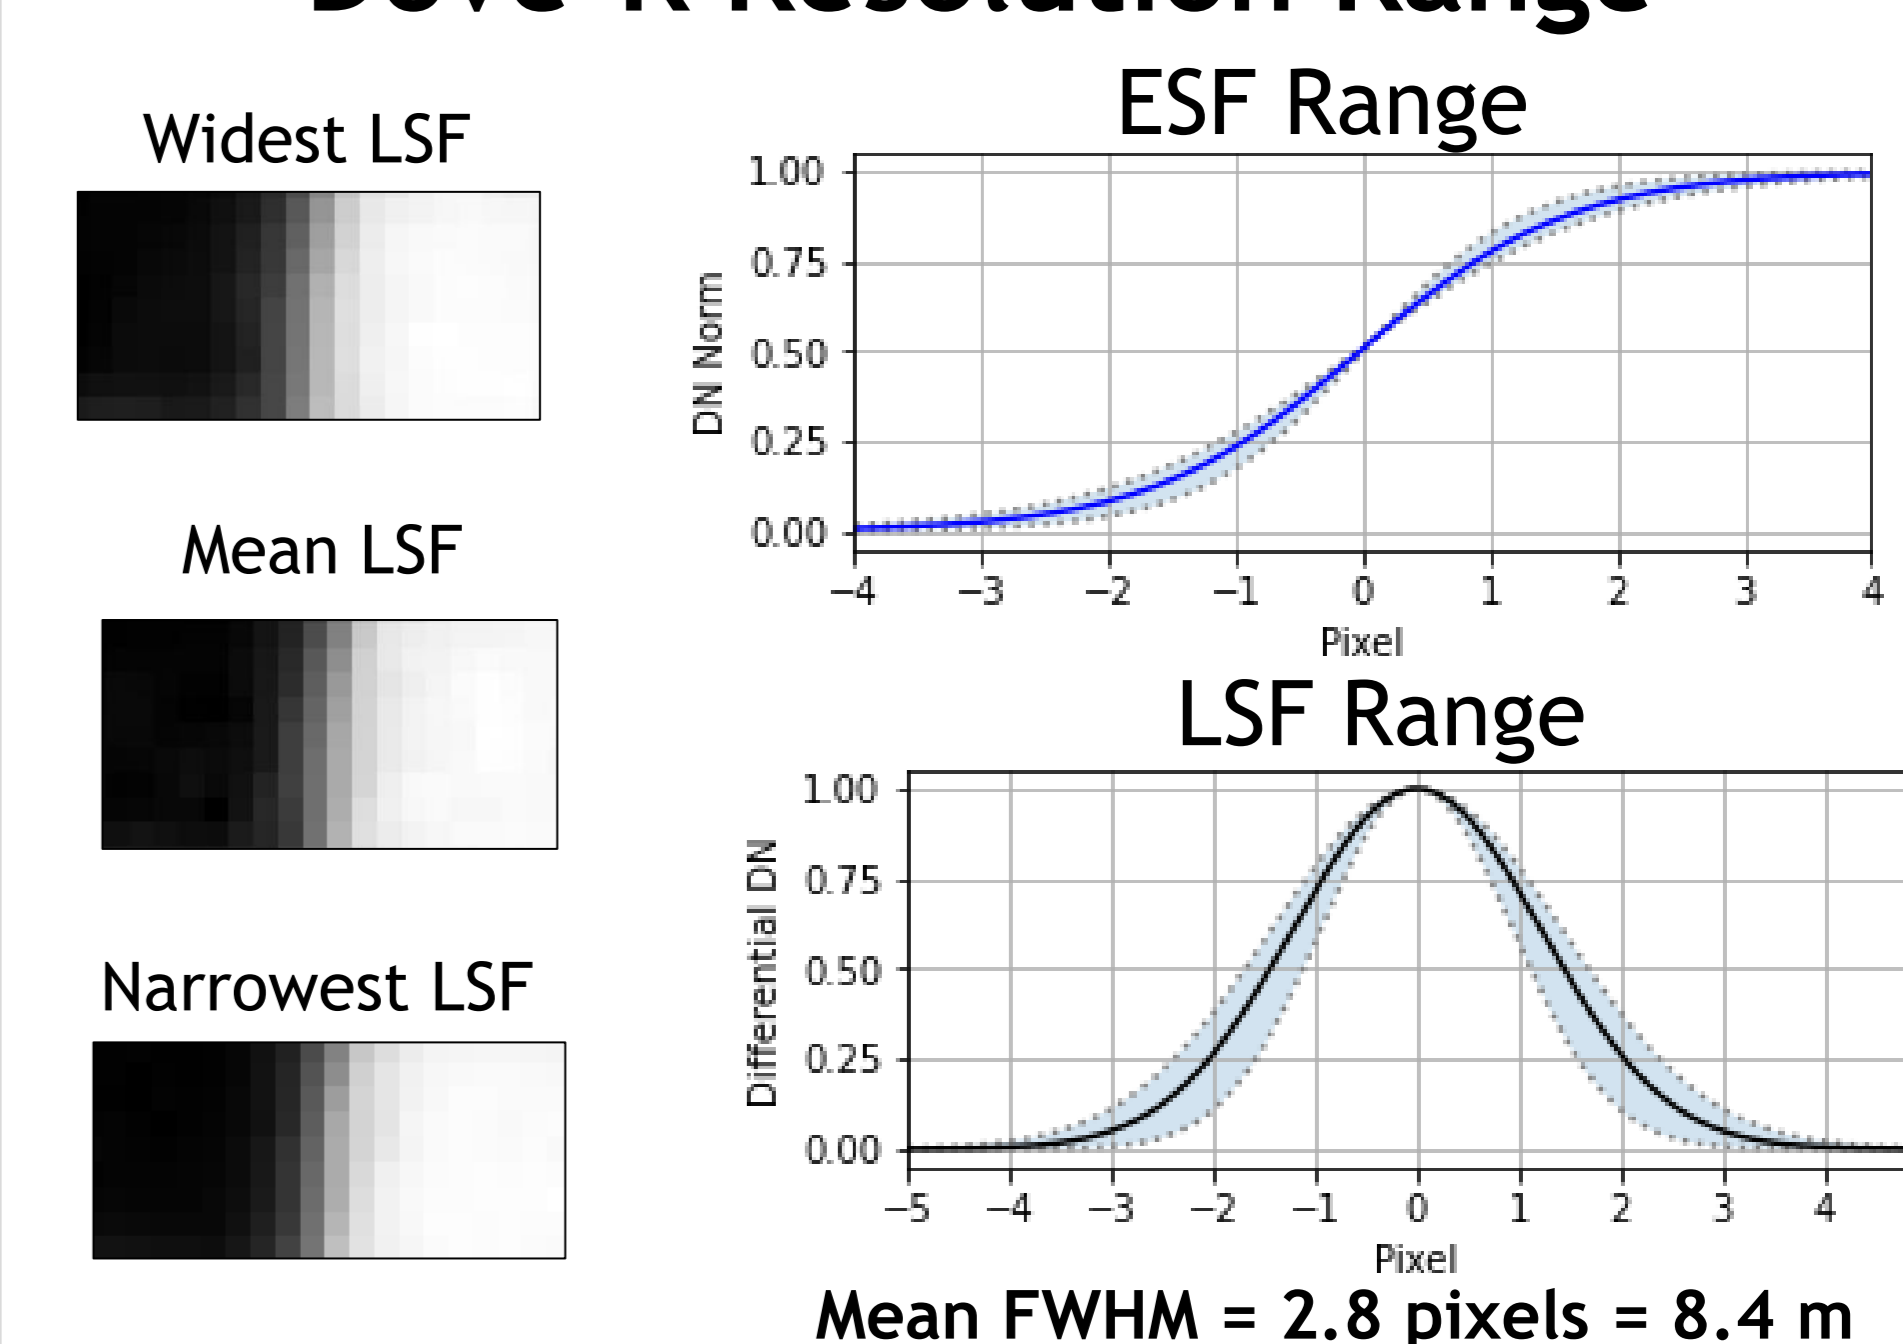 Dove-R Resolution Range
ESF Range
Widest LSF
1.00
0.75
0.50
0.25
0.00
DN Norm
−4 −3 −2 −1 0 1 2 3 4
Pixel
Mean LSF
LSF Range
1.00
0.75
0.50
0.25
0.00
Differential DN
−5 −4 −3 −2 −1 0 1 2 3 4
Pixel
Narrowest LSF
Mean FWHM = 2.8 pixels = 8.4 m